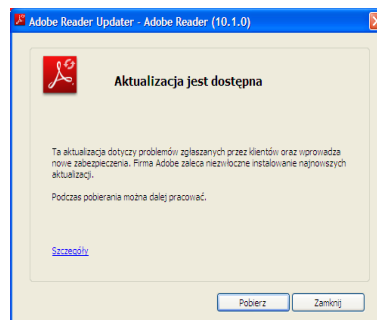 Adobe Reader Updater - Adobe Reader (10.1.0)
Aktualizacja jest dostępna
Ta aktualizacja dotyczy problemów zgłaszanych przez klientów oraz wprowadza
nowe zabezpieczenia. Firma Adobe zaleca niezwłoczne instalowanie najnowszych
aktualizacji.
Podczas pobierania można dalej pracować.
Szczegóły
Pobierz Zamknij